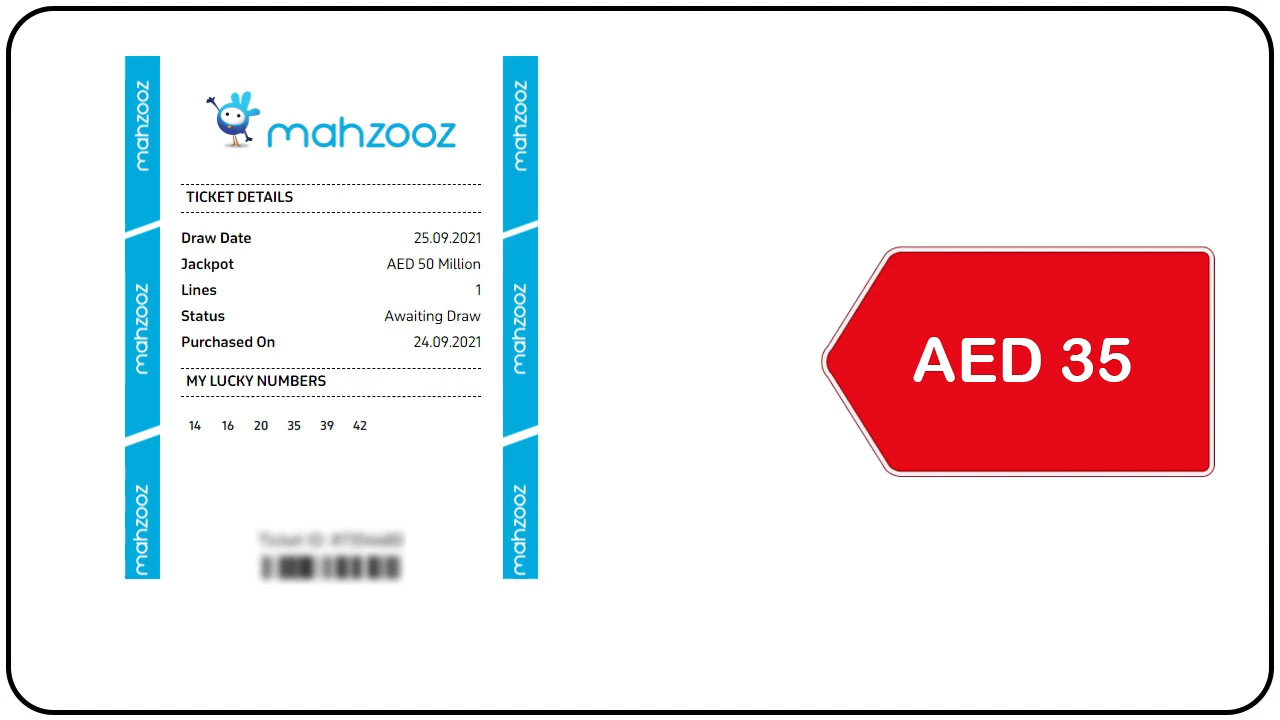 mahzooz
mahzooz
mahzooz
mahzooz
TICKET DETAILS
Draw Date 25.09.2021
Jackpot AED 50 Million
Lines 1
Status Awaiting Draw
Purchased On 24.09.2021
MY LUCKY NUMBERS
14 16 20 35 39 42
mahzooz
mahzooz
mahzooz
AED 35